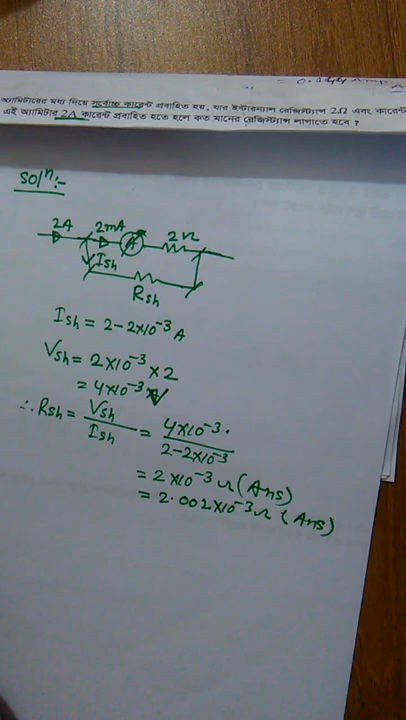 = 0.344
অ্যামিটারের মধ্য দিয়ে সর্বোচ্চ কারেন্ট প্রবাহিত হয়, যার ইন্টারন্যাল রেজিস্ট্যান্স 2Ω এবং কারেন্ট
এই অ্যামিটার 2A কারেন্ট প্রবাহিত হতে হলে কত মানের রেজিস্ট্যান্স লাগাতে হবে ?
Solⁿ:-
2A 2mA A 2Ω
Ish
Rsh
Ish = 2-2×10⁻³ A
Vsh = 2×10⁻³ × 2
= 4×10⁻³ V
∴ Rsh = Vsh/Ish = 4×10⁻³/2-2×10⁻³
= 2×10⁻³ Ω (Ans)
= 2.002×10⁻³ Ω (Ans)